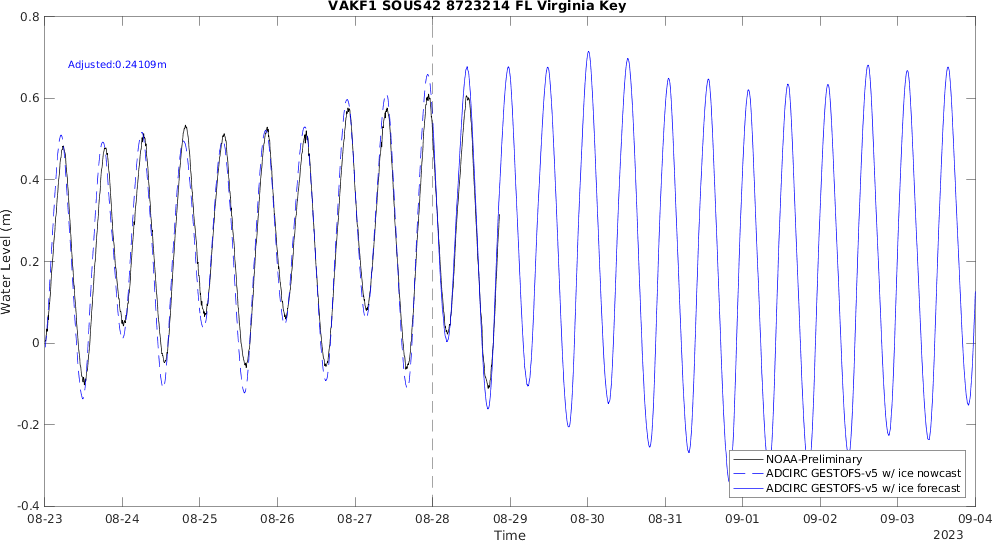 VAKF1 SOUS42 8723214 FL Virginia Key
0.8
Adjusted:0.24109m
0.6
0.4
0.2
0
-0.2
-0.4
Water Level (m)
NOAA-Preliminary
ADCIRC GESTOFS-v5 w/ ice nowcast
ADCIRC GESTOFS-v5 w/ ice forecast
08-23 08-24 08-25 08-26 08-27 08-28 08-29 08-30 08-31 09-01 09-02 09-03 09-04
Time
2023